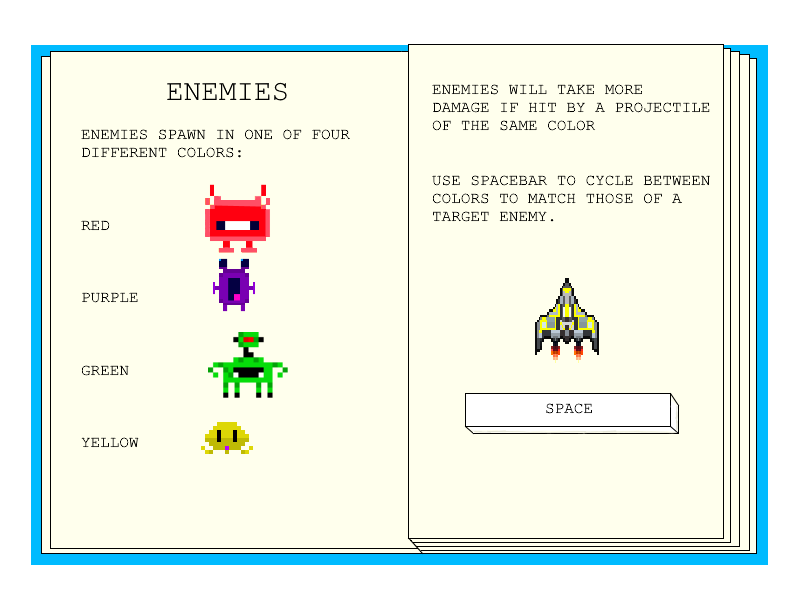 ENEMIES
ENEMIES SPAWN IN ONE OF FOUR
DIFFERENT COLORS:
RED
PURPLE
GREEN
YELLOW
ENEMIES WILL TAKE MORE
DAMAGE IF HIT BY A PROJECTILE
OF THE SAME COLOR
USE SPACEBAR TO CYCLE BETWEEN
COLORS TO MATCH THOSE OF A
TARGET ENEMY.
SPACE